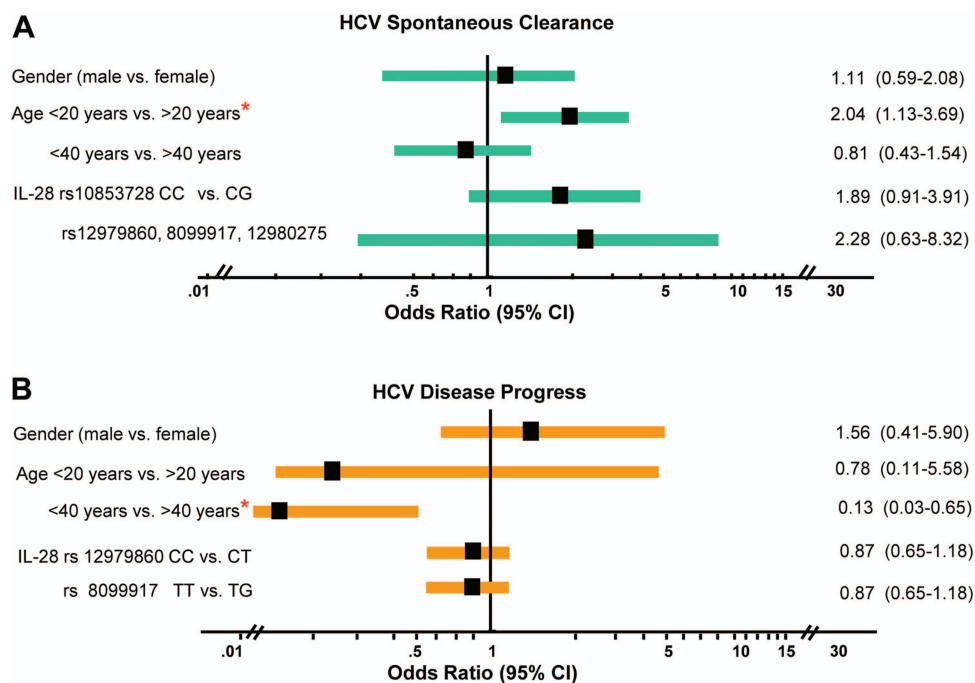 A
HCV Spontaneous Clearance
Gender (male vs. female) 1.11 (0.59-2.08)
Age <20 years vs. >20 years* 2.04 (1.13-3.69)
<40 years vs. >40 years 0.81 (0.43-1.54)
IL-28 rs10853728 CC vs. CG 1.89 (0.91-3.91)
rs12979860, 8099917, 12980275 2.28 (0.63-8.32)
.01 .5 1 5 10 15 30
Odds Ratio (95% CI)
B
HCV Disease Progress
Gender (male vs. female) 1.56 (0.41-5.90)
Age <20 years vs. >20 years 0.78 (0.11-5.58)
<40 years vs. >40 years* 0.13 (0.03-0.65)
IL-28 rs 12979860 CC vs. CT 0.87 (0.65-1.18)
rs 8099917 TT vs. TG 0.87 (0.65-1.18)
.01 .5 1 5 10 15 30
Odds Ratio (95% CI)